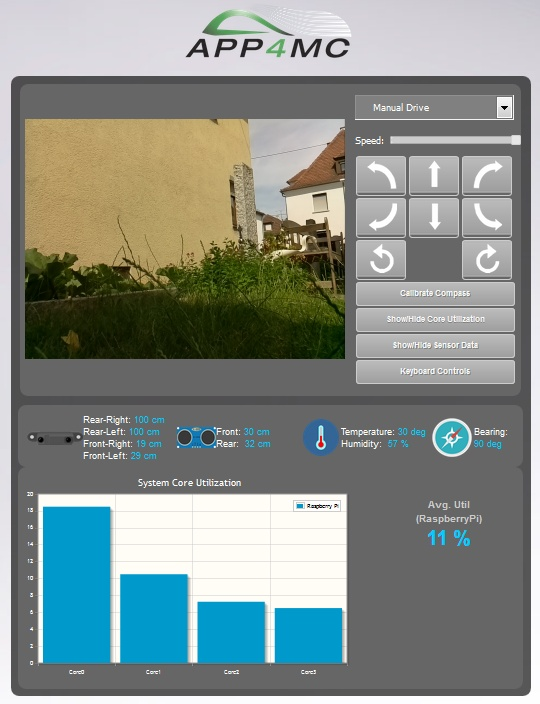 APP4MC
Manual Drive
Speed:
Calibrate Compass
Show/Hide Core Utilization
Show/Hide Sensor Data
Keyboard Controls
Rear-Right: 100 cm
Rear-Left: 100 cm
Front-Right: 19 cm
Front-Left: 29 cm
Front: 30 cm
Rear: 32 cm
Temperature: 30 deg
Humidity: 57 %
Bearing:
90 deg
System Core Utilization
Avg. Util
(RaspberryPi)
11 %
Raspberry Pi
20
18
16
14
12
10
8
6
4
2
0
Core0
Core1
Core2
Core3